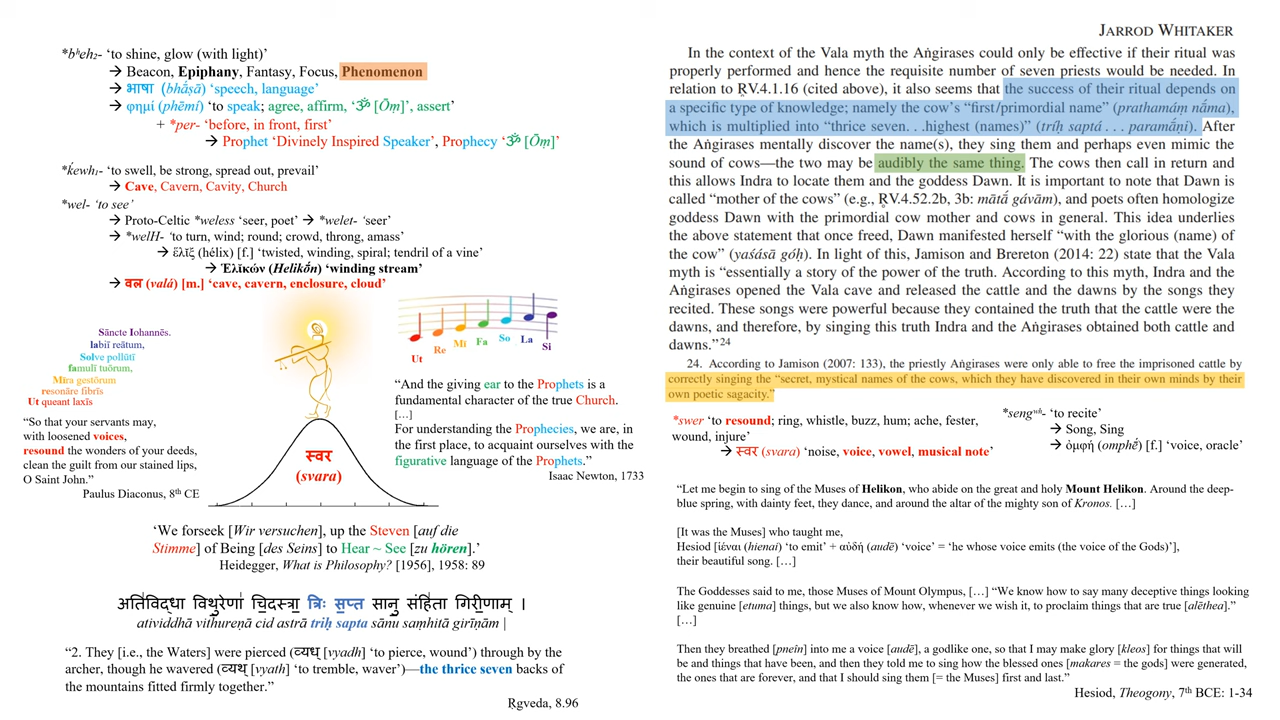 *bʰeh₂- ‘to shine, glow (with light)’
→ Beacon, Epiphany, Fantasy, Focus, Phenomenon
→ भाषा (bhā́ṣā) ‘speech, language’
→ φημί (phēmí) ‘to speak; agree, affirm, ‘ॐ [Ōṃ]’, assert’
+ *per- ‘before, in front, first’
→ Prophet ‘Divinely Inspired Speaker’, Prophecy ‘ॐ [Ōṃ]’
*ḱewh₁- ‘to swell, be strong, spread out, prevail’
→ Cave, Cavern, Cavity, Church
*wel- ‘to see’
→ Proto-Celtic *weless ‘seer, poet’ → *welet- ‘seer’
→ *welH- ‘to turn, wind; round; crowd, throng, amass’
→ ἕλῐξ (hélix) [f.] ‘twisted, winding, spiral; tendril of a vine’
→ Ἑλῐκών (Helikṓn) ‘winding stream’
→ वल (valá) [m.] ‘cave, cavern, enclosure, cloud’
Sāncte Iohannēs.
labiī reātum,
Solve pollūtī
famulī tuōrum,
Mīra gestōrum
resonāre fibrīs
Ut queant laxīs
“So that your servants may,
with loosened voices,
resound the wonders of your deeds,
clean the guilt from our stained lips,
O Saint John.”
Paulus Diaconus, 8th CE
स्वर
(svara)
Ut Re Mi Fa So La Si
“And the giving ear to the Prophets is a
fundamental character of the true Church.
[…]
For understanding the Prophecies, we are, in
the first place, to acquaint ourselves with the
figurative language of the Prophets.”
Isaac Newton, 1733
‘We forseek [Wir versuchen], up the Steven [auf die
Stimme] of Being [des Seins] to Hear ~ See [zu hören].’
Heidegger, What is Philosophy? [1956], 1958: 89
अति॑विद्धा विथुरेणा॑ चि॒दस्त्रा॒ त्रिः स॒प्त सानु॒ संहि॑ता गिरी॒णाम् ।
atividdhā vithureṇā cid astrā triḥ sapta sānu saṃhitā girīṇām |
“2. They [i.e., the Waters] were pierced (व्यध् [vyadh] ‘to pierce, wound’) through by the
archer, though he wavered (व्यथ् [vyath] ‘to tremble, waver’)—the thrice seven backs of
the mountains fitted firmly together.”
Ṛgveda, 8.96
JARROD WHITAKER
In the context of the Vala myth the Aṅgirases could only be effective if their ritual was
properly performed and hence the requisite number of seven priests would be needed. In
relation to R̥V.4.1.16 (cited above), it also seems that the success of their ritual depends on
a specific type of knowledge; namely the cow’s “first/primordial name” (prathamáṃ nā́ma),
which is multiplied into “thrice seven. . .highest (names)” (tríḥ saptá . . . paramā́ṇi). After
the Aṅgirases mentally discover the name(s), they sing them and perhaps even mimic the
sound of cows—the two may be audibly the same thing. The cows then call in return and
this allows Indra to locate them and the goddess Dawn. It is important to note that Dawn is
called “mother of the cows” (e.g., R̥V.4.52.2b, 3b: mātā́ gávām), and poets often homologize
goddess Dawn with the primordial cow mother and cows in general. This idea underlies
the above statement that once freed, Dawn manifested herself “with the glorious (name) of
the cow” (yaśásā góḥ). In light of this, Jamison and Brereton (2014: 22) state that the Vala
myth is “essentially a story of the power of the truth. According to this myth, Indra and the
Aṅgirases opened the Vala cave and released the cattle and the dawns by the songs they
recited. These songs were powerful because they contained the truth that the cattle were the
dawns, and therefore, by singing this truth Indra and the Aṅgirases obtained both cattle and
dawns.”24
24. According to Jamison (2007: 133), the priestly Aṅgirases were only able to free the imprisoned cattle by
correctly singing the “secret, mystical names of the cows, which they have discovered in their own minds by their
own poetic sagacity.”
*swer ‘to resound; ring, whistle, buzz, hum; ache, fester,
wound, injure’
→ स्वर (svara) ‘noise, voice, vowel, musical note’
*sengʷʰ- ‘to recite’
→ Song, Sing
→ ὀμφή (omphḗ) [f.] ‘voice, oracle’
“Let me begin to sing of the Muses of Helikon, who abide on the great and holy Mount Helikon. Around the deep-
blue spring, with dainty feet, they dance, and around the altar of the mighty son of Kronos. […]
[It was the Muses] who taught me,
Hesiod [ἱέναι (hienai) ‘to emit’ + αὐδή (audē) ‘voice’ = ‘he whose voice emits (the voice of the Gods)’],
their beautiful song. […]
The Goddesses said to me, those Muses of Mount Olympus, […] “We know how to say many deceptive things looking
like genuine [etuma] things, but we also know how, whenever we wish it, to proclaim things that are true [alēthea].”
[…]
Then they breathed [pneîn] into me a voice [audē], a godlike one, so that I may make glory [kleos] for things that will
be and things that have been, and then they told me to sing how the blessed ones [makares = the gods] were generated,
the ones that are forever, and that I should sing them [= the Muses] first and last.”
Hesiod, Theogony, 7th BCE: 1-34